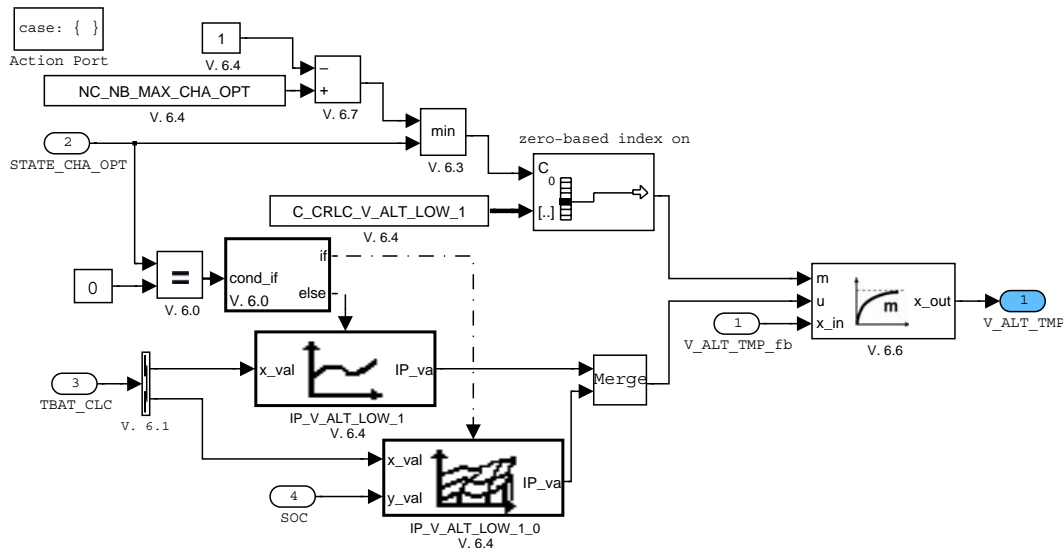 case: { }
Action Port
1
V. 6.4
NC_NB_MAX_CHA_OPT
V. 6.4
−
+
V. 6.7
2
STATE_CHA_OPT
min
V. 6.3
zero-based index on
C
0
[..]
C_CRLC_V_ALT_LOW_1
V. 6.4
0
=
V. 6.0
cond_if
if
else
V. 6.0
m
u
x_in
m
x_out
V. 6.6
1
V_ALT_TMP
1
V_ALT_TMP_fb
3
TBAT_CLC
V. 6.1
x_val
IP_va
IP_V_ALT_LOW_1
V. 6.4
Merge
x_val
y_val
IP_va
IP_V_ALT_LOW_1_0
V. 6.4
4
SOC